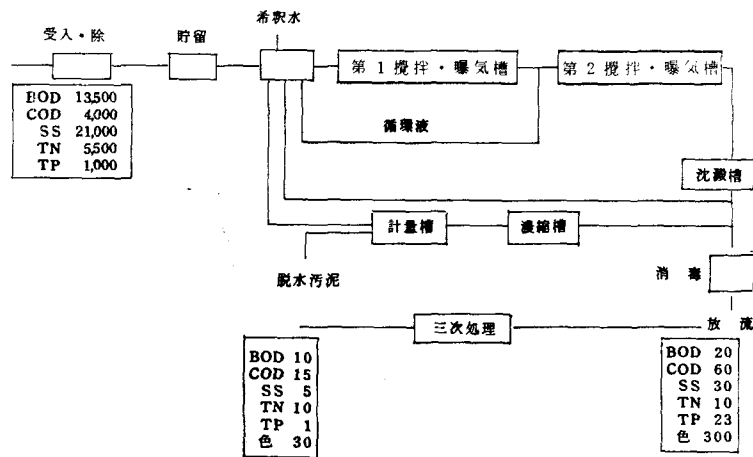 希釈水
受入・除
貯留
第1攪拌・曝気槽
第2攪拌・曝気槽
BOD 13,500
COD 4,000
SS 21,000
TN 5,500
TP 1,000
循環液
沈澱槽
計量槽
濃縮槽
脱水汚泥
消毒
三次処理
放流
BOD 10
COD 15
SS 5
TN 10
TP 1
色 30
BOD 20
COD 60
SS 30
TN 10
TP 23
色 300